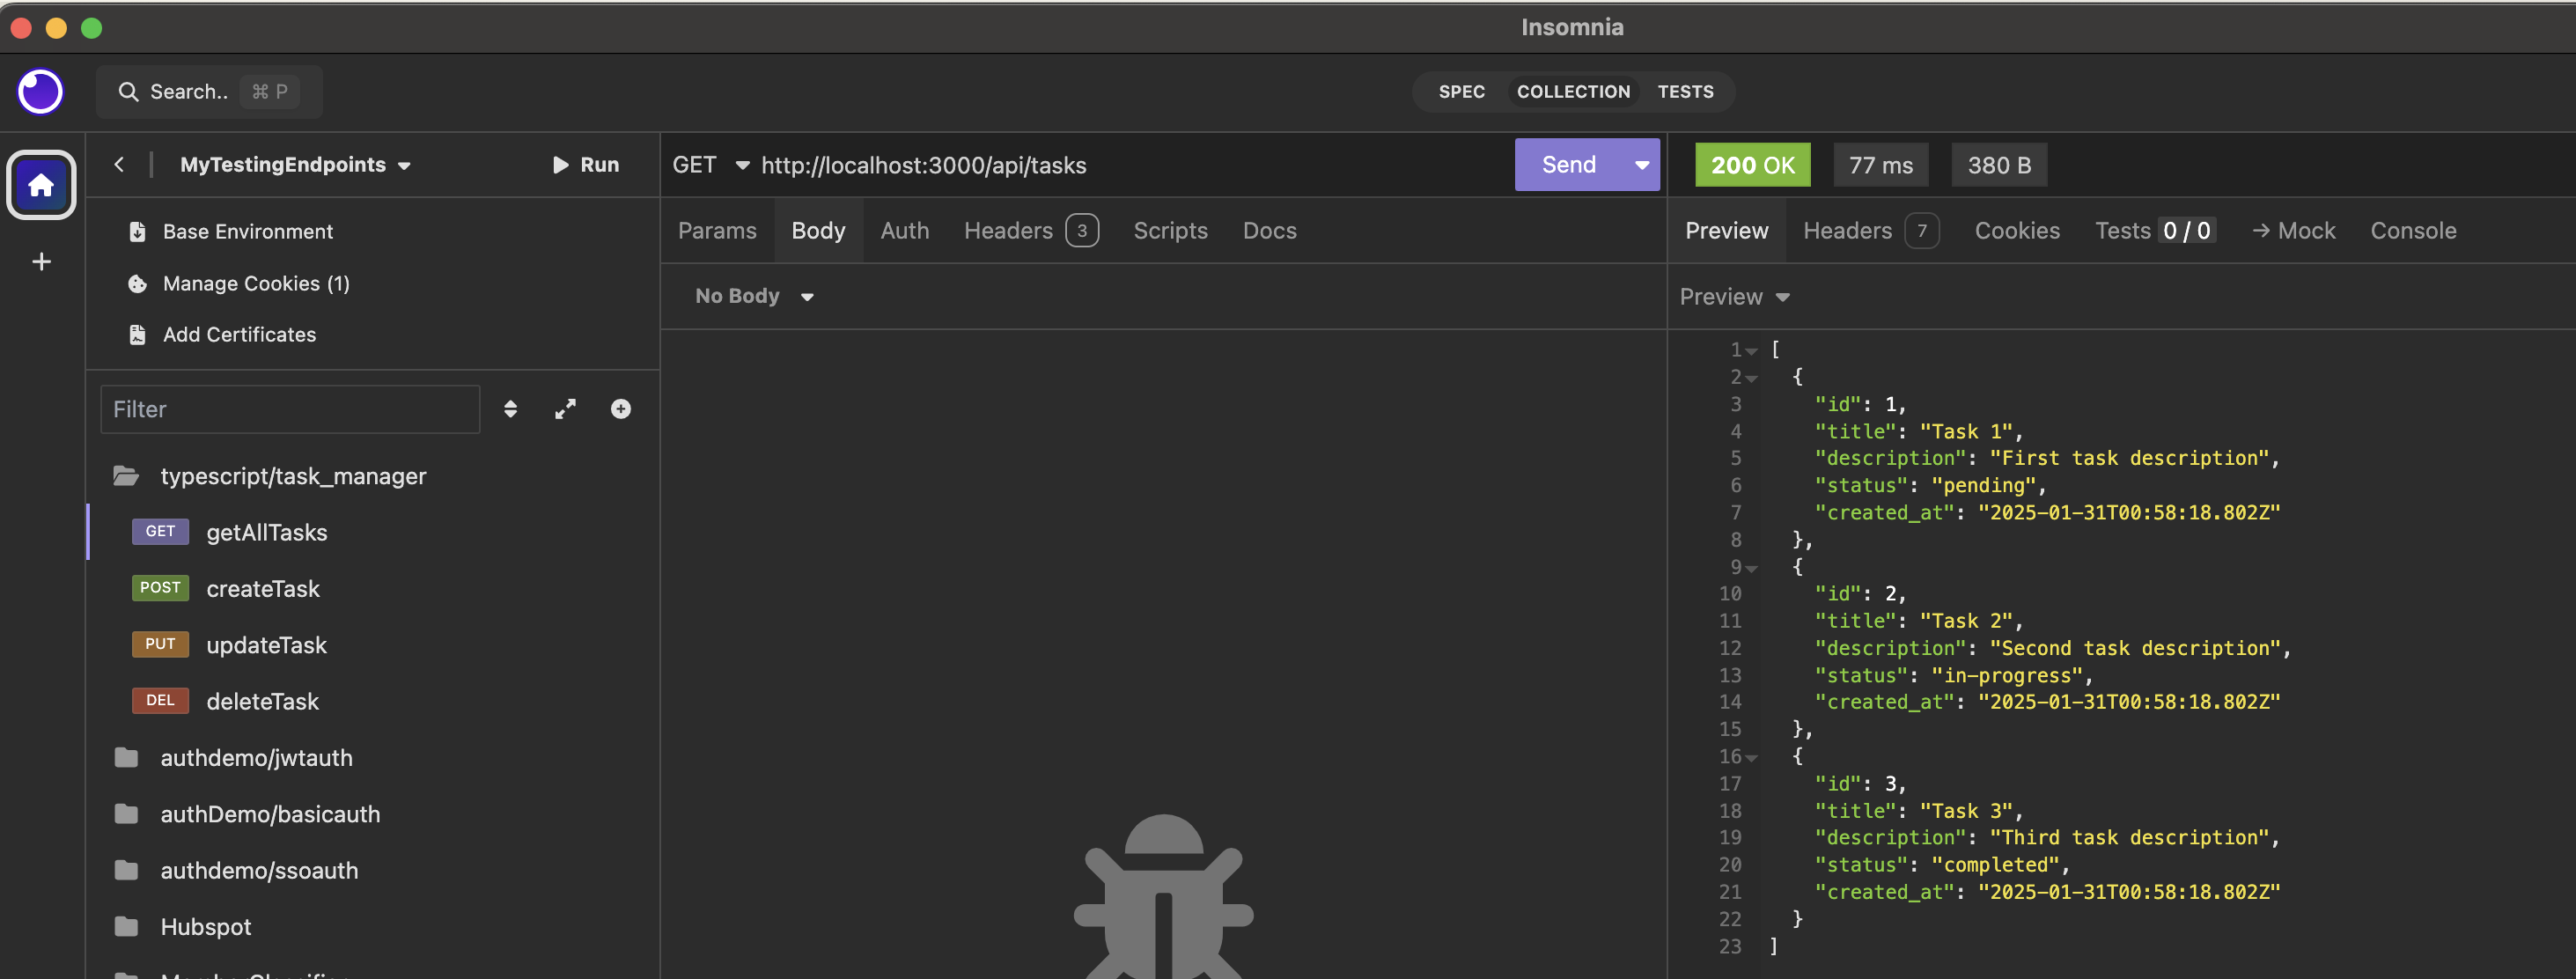 Insomnia
Search.. ⌘ P
SPEC COLLECTION TESTS
MyTestingEndpoints Run
Base Environment
Manage Cookies (1)
Add Certificates
Filter
typescript/task_manager
GET getAllTasks
POST createTask
PUT updateTask
DEL deleteTask
authdemo/jwtauth
authDemo/basicauth
authdemo/ssoauth
Hubspot
GET http://localhost:3000/api/tasks Send
Params Body Auth Headers 3 Scripts Docs
No Body
200 OK 77 ms 380 B
Preview Headers 7 Cookies Tests 0 / 0 → Mock Console
Preview
1 [
2 {
3 "id": 1,
4 "title": "Task 1",
5 "description": "First task description",
6 "status": "pending",
7 "created_at": "2025-01-31T00:58:18.802Z"
8 },
9 {
10 "id": 2,
11 "title": "Task 2",
12 "description": "Second task description",
13 "status": "in-progress",
14 "created_at": "2025-01-31T00:58:18.802Z"
15 },
16 {
17 "id": 3,
18 "title": "Task 3",
19 "description": "Third task description",
20 "status": "completed",
21 "created_at": "2025-01-31T00:58:18.802Z"
22 }
23 ]